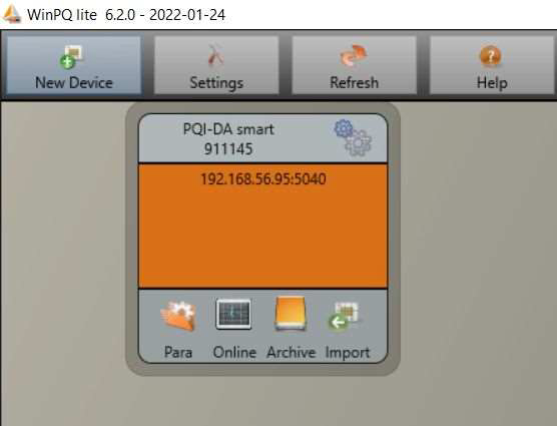 WinPQ lite 6.2.0 - 2022-01-24
New Device Settings Refresh Help
PQI-DA smart
911145
192.168.56.95:5040
Para Online Archive Import